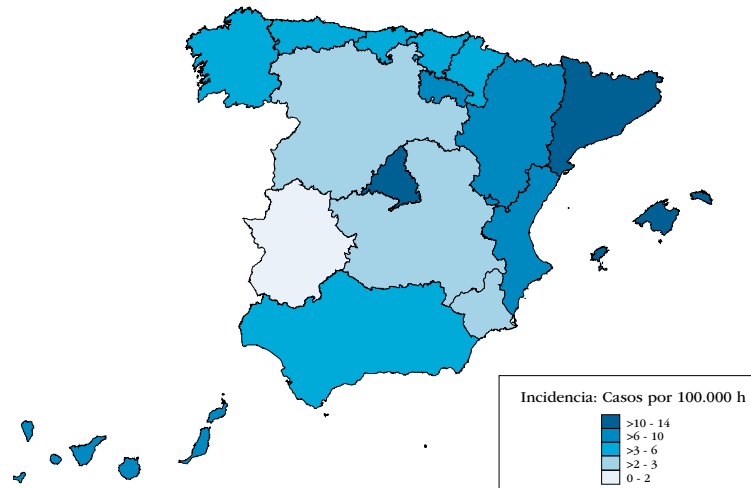 Incidencia: Casos por 100.000 h
>10 - 14
>6 - 10
>3 - 6
>2 - 3
0 - 2